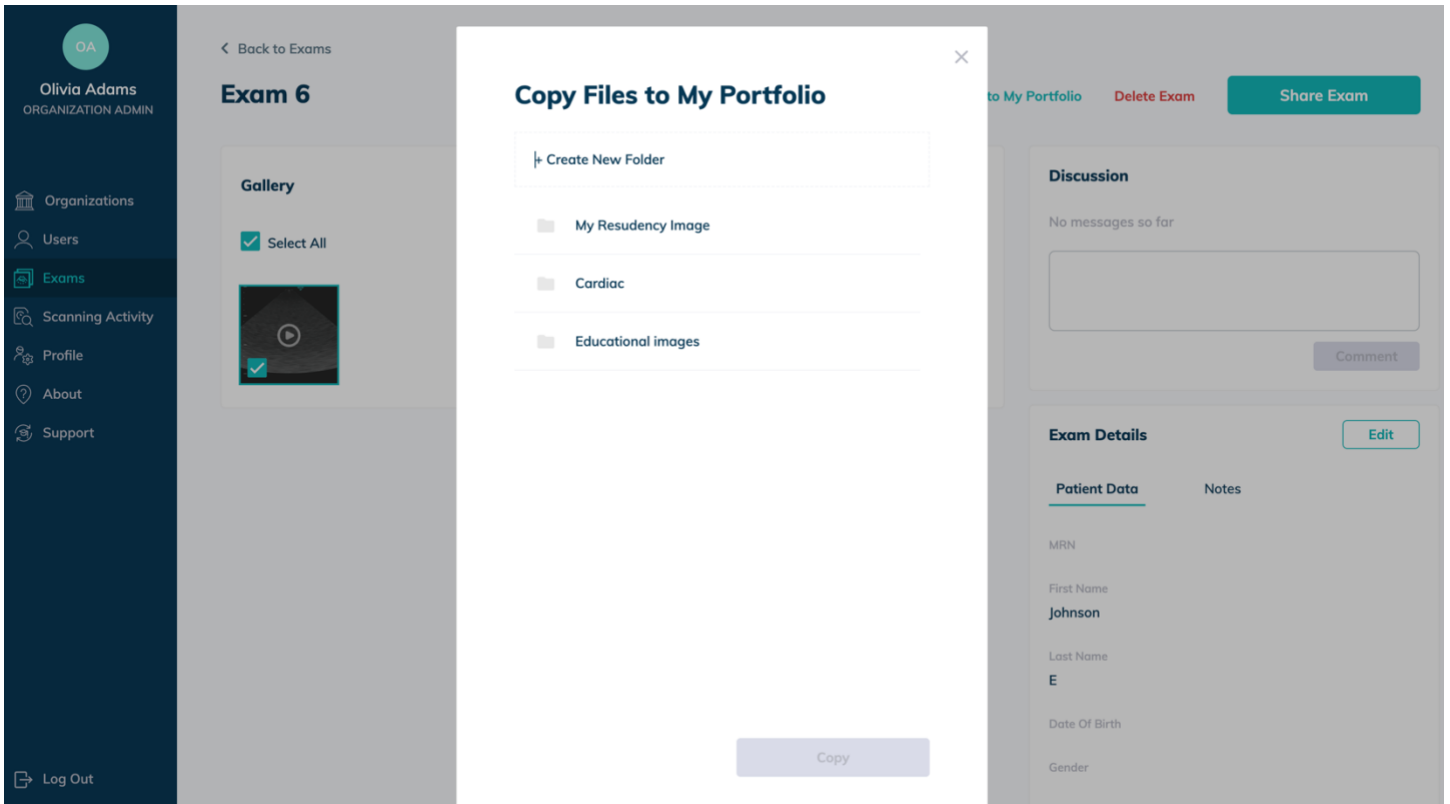 OA
Olivia Adams
ORGANIZATION ADMIN
Organizations
Users
Exams
Scanning Activity
Profile
About
Support
Log Out
Back to Exams
Exam 6
to My Portfolio
Delete Exam
Share Exam
Gallery
Select All
Copy Files to My Portfolio
+ Create New Folder
My Resudency Image
Cardiac
Educational images
Copy
Discussion
No messages so far
Comment
Exam Details
Edit
Patient Data
Notes
MRN
First Name
Johnson
Last Name
E
Date Of Birth
Gender